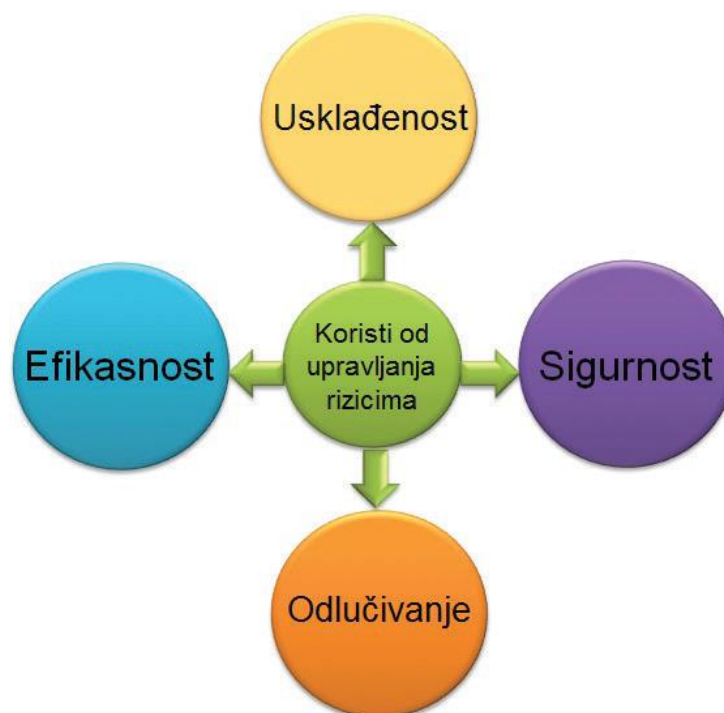 Usklađenost
Efikasnost
Koristi od
upravljanja
rizicima
Sigurnost
Odlučivanje